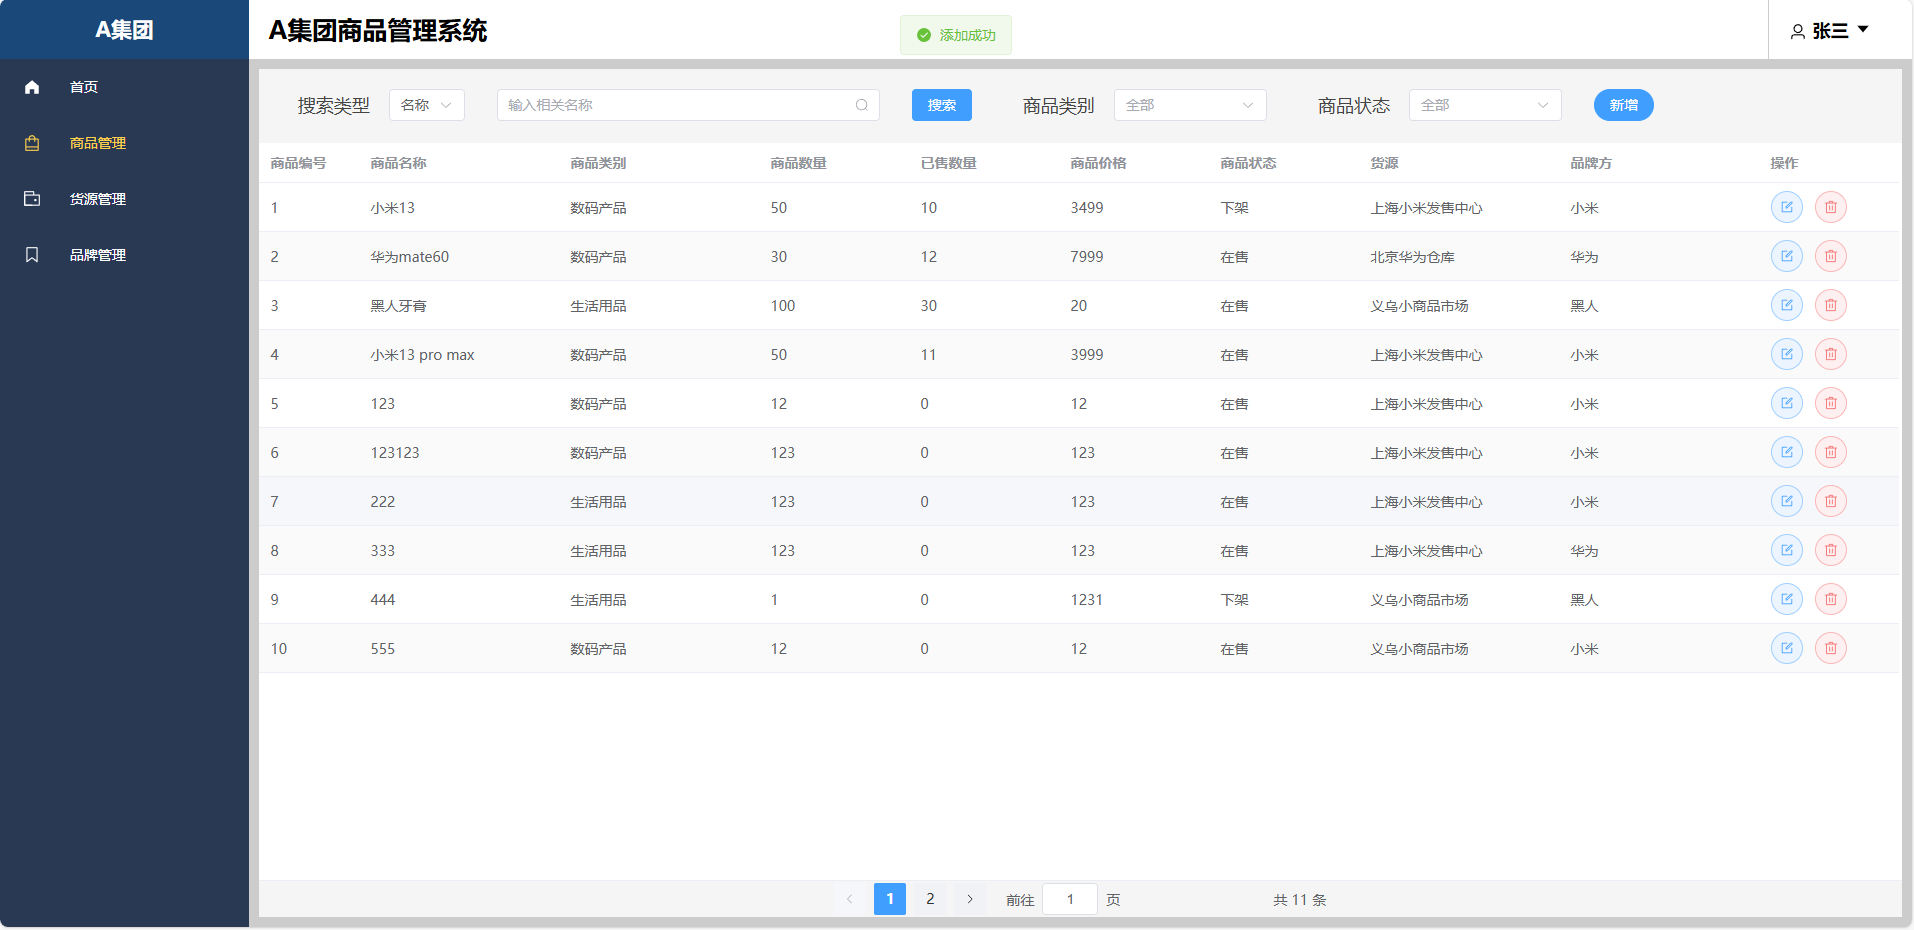 A集团
A集团商品管理系统
添加成功
张三
首页
商品管理
货源管理
品牌管理
搜索类型 名称 输入相关名称 搜索 商品类别 全部 商品状态 全部 新增
商品编号 商品名称 商品类别 商品数量 已售数量 商品价格 商品状态 货源 品牌方 操作
1 小米13 数码产品 50 10 3499 下架 上海小米发售中心 小米
2 华为mate60 数码产品 30 12 7999 在售 北京华为仓库 华为
3 黑人牙膏 生活用品 100 30 20 在售 义乌小商品市场 黑人
4 小米13 pro max 数码产品 50 11 3999 在售 上海小米发售中心 小米
5 123 数码产品 12 0 12 在售 上海小米发售中心 小米
6 123123 数码产品 123 0 123 在售 上海小米发售中心 小米
7 222 生活用品 123 0 123 在售 上海小米发售中心 小米
8 333 生活用品 123 0 123 在售 上海小米发售中心 华为
9 444 生活用品 1 0 1231 下架 义乌小商品市场 黑人
10 555 数码产品 12 0 12 在售 义乌小商品市场 小米
1 2 前往 1 页 共 11 条